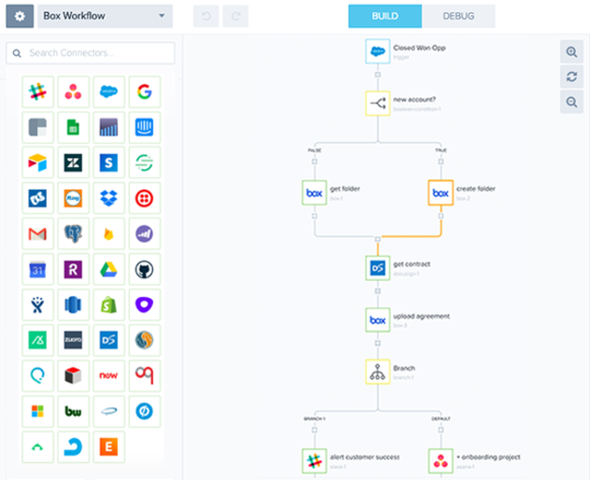 Box Workflow
BUILD
DEBUG
Search Connectors...
Closed Won Opp
trigger
new account?
boolean-condition-1
FALSE
TRUE
box
get folder
box-1
box
create folder
box-2
DS
get contract
docusign-1
box
upload agreement
box-3
Branch
branch-1
BRANCH 1
DEFAULT
alert customer success
slack-1
+ onboarding project
asana-1
31
R
zuora
DS
now
bw
E